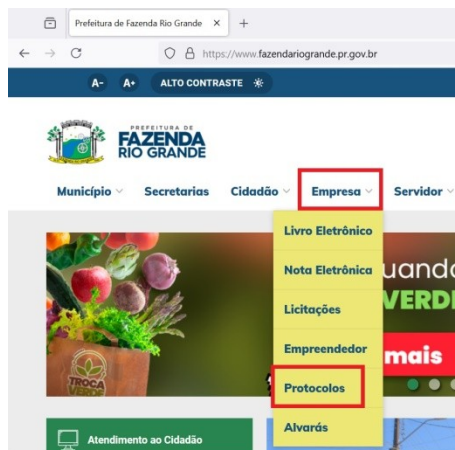 Prefeitura de Fazenda Rio Grande
https://www.fazendariogrande.pr.gov.br
A- A+ ALTO CONTRASTE
PREFEITURA DE
FAZENDA
RIO GRANDE
Município Secretarias Cidadão Empresa Servidor
Livro Eletrônico
Nota Eletrônica
Licitações
Empreendedor
Protocolos
Alvarás
uando
VERD
mais
TROCA
VERDE
Atendimento ao Cidadão